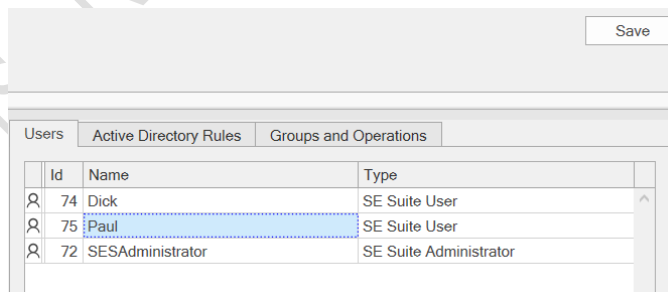 Save
Users Active Directory Rules Groups and Operations
Id Name Type
74 Dick SE Suite User
75 Paul SE Suite User
72 SESAdministrator SE Suite Administrator